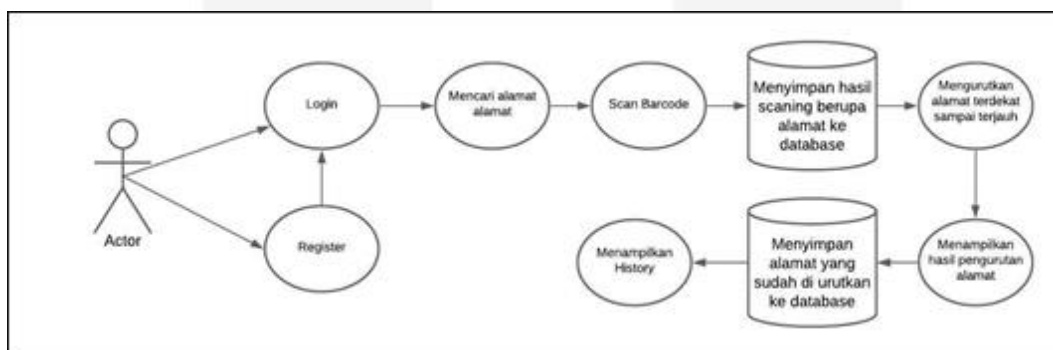 Login
Mencari alamat
alamat
Scan Barcode
Menyimpan hasil
scaning berupa
alamat ke
database
Mengurutkan
alamat terdekat
sampai terjauh
Actor
Register
Menampilkan
History
Menyimpan
alamat yang
sudah di urutkan
ke database
Menampilkan
hasil pengurutan
alamat